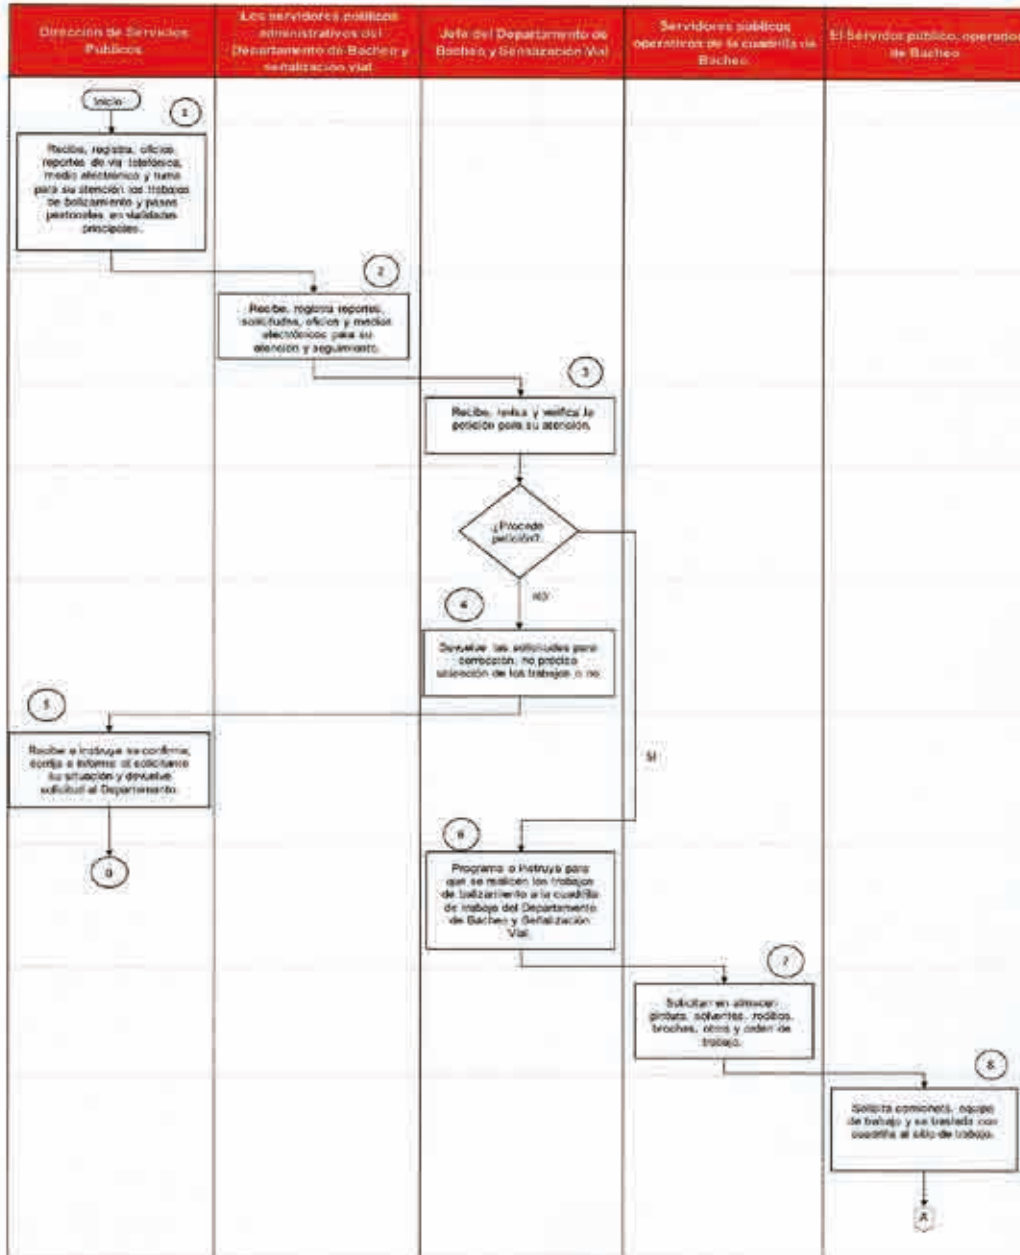 Dirección de Servicios
Públicos
Los servidores públicos
administrativos del
Departamento de Bacheo y
señalización vial
Jefa del Departamento de
Bacheo y Señalización Vial
Servidores públicos
operativos de la cuadrilla de
Bacheo
El Servidor público, operador
de Bacheo
Inicio
1
Recibe, registra, oficios,
reportes de vía telefónica,
medio electrónico y turna
para su atención los trabajos
de balizamiento y pasos
peatonales, en vialidades
principales.
2
Recibe, registra reportes,
solicitudes, oficios y medios
electrónicos para su
atención y seguimiento.
3
Recibe, revisa y verifica la
petición para su atención.
¿Procede
petición?
NO
4
Devuelve las solicitudes para
corrección, no precisa
ubicación de los trabajos o no
5
Recibe e instruye se confirme,
corrija e informe al solicitante
su situación y devuelve
solicitud al Departamento.
SI
6
Programa e instruye para
que se realicen los trabajos
de balizamiento a la cuadrilla
de trabajo del Departamento
de Bacheo y Señalización
Vial.
7
Solicitan en almacén
pintura, solventes, rodillos,
brochas, otros y orden de
trabajo.
8
Solicita camioneta, equipo
de trabajo y se traslada con
cuadrilla al sitio de trabajo.
A